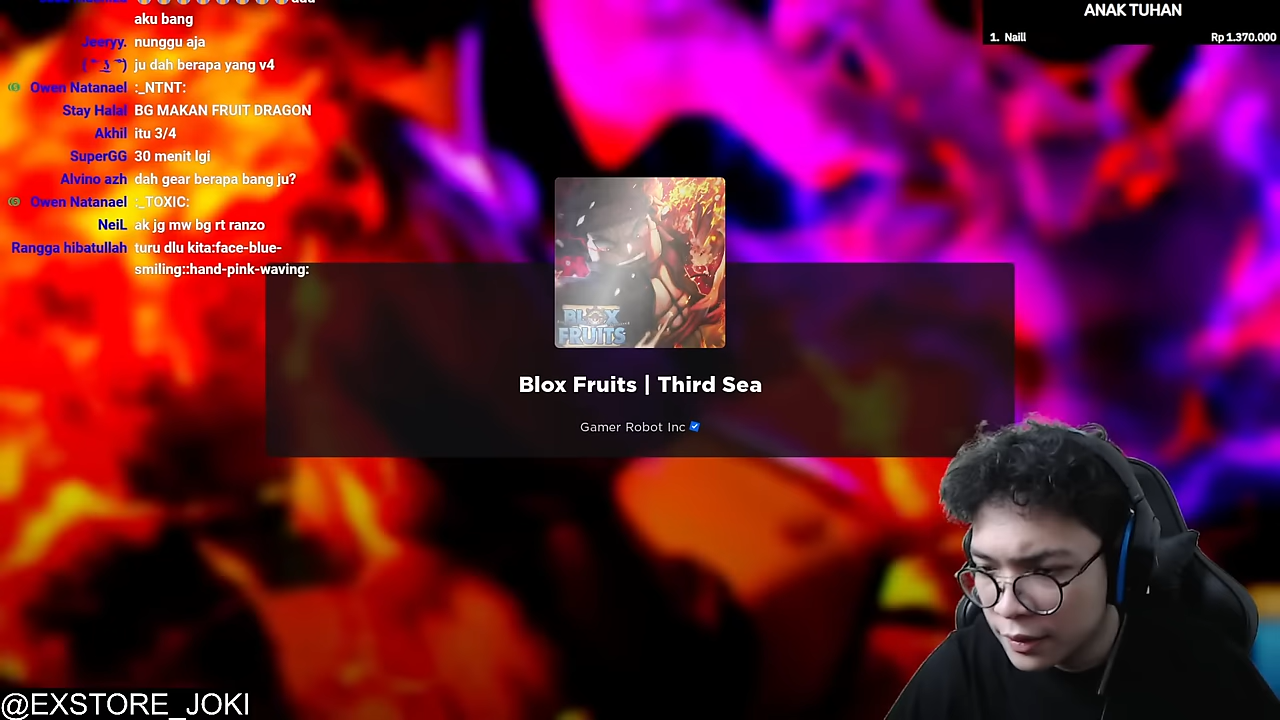 aku bang
Jeeryy. nunggu aja
ju dah berapa yang v4
Owen Natanael :_NTNT:
Stay Halal BG MAKAN FRUIT DRAGON
Akhil itu 3/4
SuperGG 30 menit lgi
Alvino azh dah gear berapa bang ju?
Owen Natanael :_TOXIC:
NeiL ak jg mw bg rt ranzo
Rangga hibatullah turu dlu kita:face-blue-
smiling::hand-pink-waving:
ANAK TUHAN
1. Naill Rp 1.370.000
BLOX
FRUITS
Blox Fruits | Third Sea
Gamer Robot Inc
@EXSTORE_JOKI